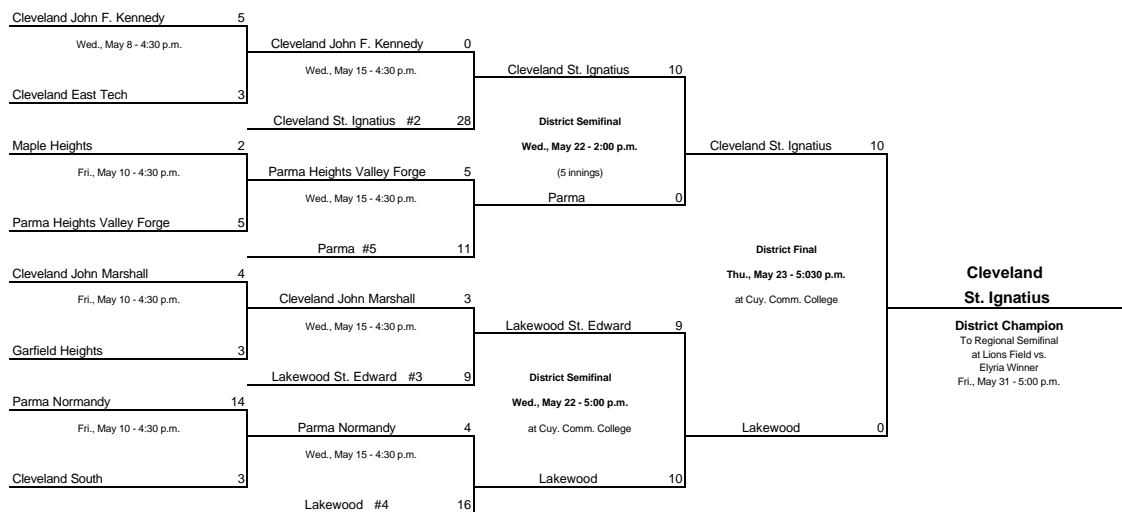 Cleveland John F. Kennedy 5
Wed., May 8 - 4:30 p.m.
Cleveland East Tech 3
Maple Heights 2
Fri., May 10 - 4:30 p.m.
Parma Heights Valley Forge 5
Cleveland John Marshall 4
Fri., May 10 - 4:30 p.m.
Garfield Heights 3
Parma Normandy 14
Fri., May 10 - 4:30 p.m.
Cleveland South 3
Cleveland John F. Kennedy 0
Wed., May 15 - 4:30 p.m.
Cleveland St. Ignatius #2 28
Parma Heights Valley Forge 5
Wed., May 15 - 4:30 p.m.
Parma #5 11
Cleveland John Marshall 3
Wed., May 15 - 4:30 p.m.
Lakewood St. Edward #3 9
Parma Normandy 4
Wed., May 15 - 4:30 p.m.
Lakewood #4 16
Cleveland St. Ignatius 10
District Semifinal
Wed., May 22 - 2:00 p.m.
(5 innings)
Parma 0
Lakewood St. Edward 9
District Semifinal
Wed., May 22 - 5:00 p.m.
at Cuy. Comm. College
Lakewood 10
Cleveland St. Ignatius 10
District Final
Thu., May 23 - 5:030 p.m.
at Cuy. Comm. College
Lakewood 0
Cleveland
St. Ignatius
District Champion
To Regional Semifinal
at Lions Field vs.
Elyria Winner
Fri., May 31 - 5:00 p.m.